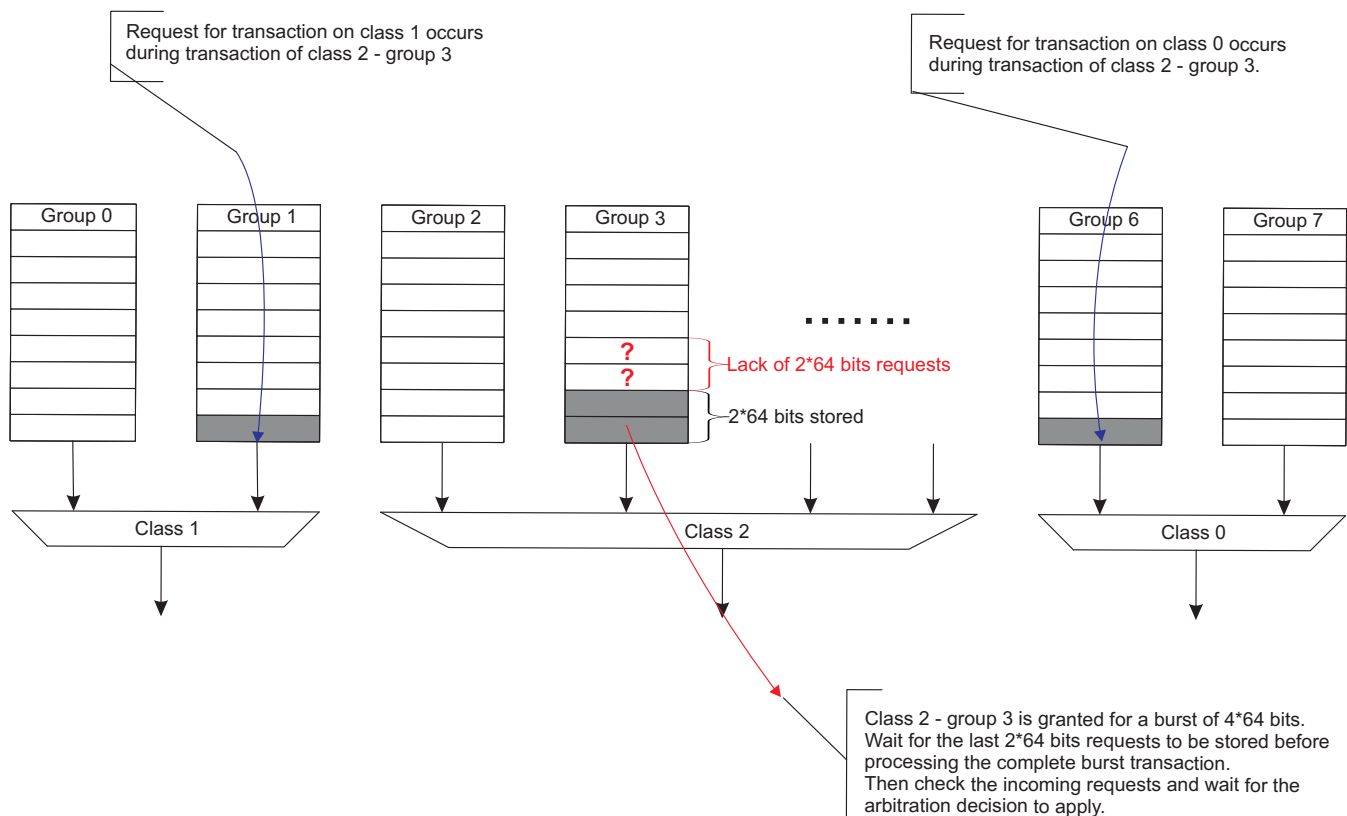 Request for transaction on class 1 occurs
during transaction of class 2 - group 3
Request for transaction on class 0 occurs
during transaction of class 2 - group 3.
Group 0
Group 1
Group 2
Group 3
Group 6
Group 7
.......
?
?
Lack of 2*64 bits requests
2*64 bits stored
Class 1
Class 2
Class 0
Class 2 - group 3 is granted for a burst of 4*64 bits.
Wait for the last 2*64 bits requests to be stored before
processing the complete burst transaction.
Then check the incoming requests and wait for the
arbitration decision to apply.